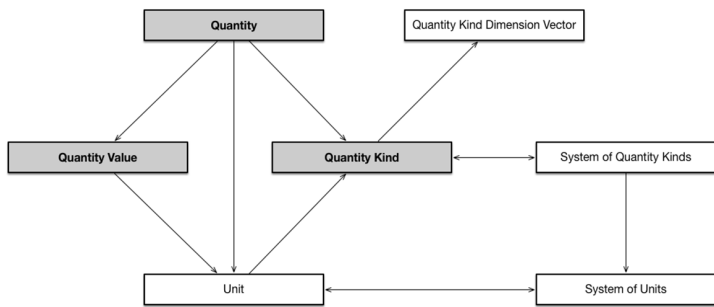 Quantity
Quantity Kind Dimension Vector
Quantity Value
Quantity Kind
System of Quantity Kinds
Unit
System of Units